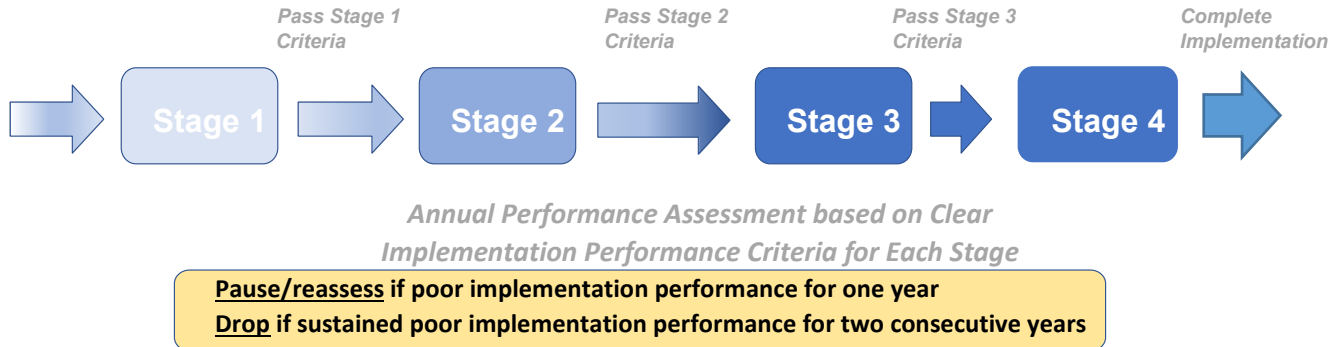 Pass Stage 1
Criteria
Pass Stage 2
Criteria
Pass Stage 3
Criteria
Complete
Implementation
Stage 1
Stage 2
Stage 3
Stage 4
Annual Performance Assessment based on Clear
Implementation Performance Criteria for Each Stage
Pause/reassess if poor implementation performance for one year
Drop if sustained poor implementation performance for two consecutive years